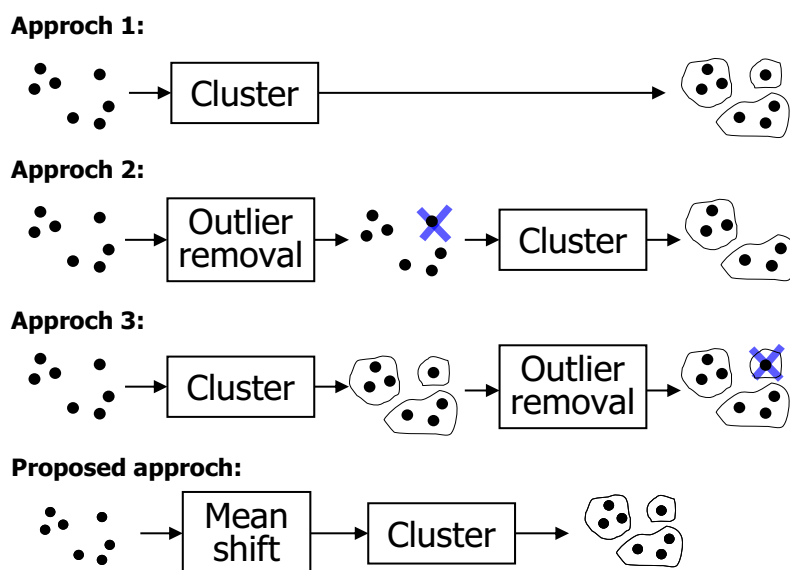 Approch 1:
Cluster
Approch 2:
Outlier
removal
Cluster
Approch 3:
Cluster
Outlier
removal
Proposed approch:
Mean
shift
Cluster